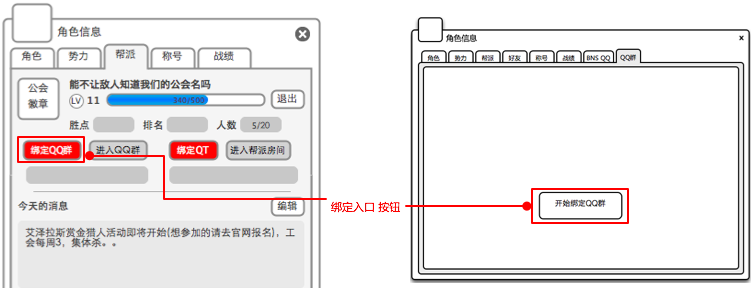 角色信息
角色 势力 帮派 称号 战绩
公会
徽章
能不让敌人知道我们的公会名吗
LV 11 340/500 退出
胜点 排名 人数 5/20
绑定QQ群 进入QQ群 绑定QT 进入帮派房间
今天的消息 编辑
艾泽拉斯赏金猎人活动即将开始(想参加的请去官网报名)，工
会每周3，集体杀。。
绑定入口 按钮
角色信息 x
角色 势力 帮派 好友 称号 战绩 BNS QQ QQ群
开始绑定QQ群